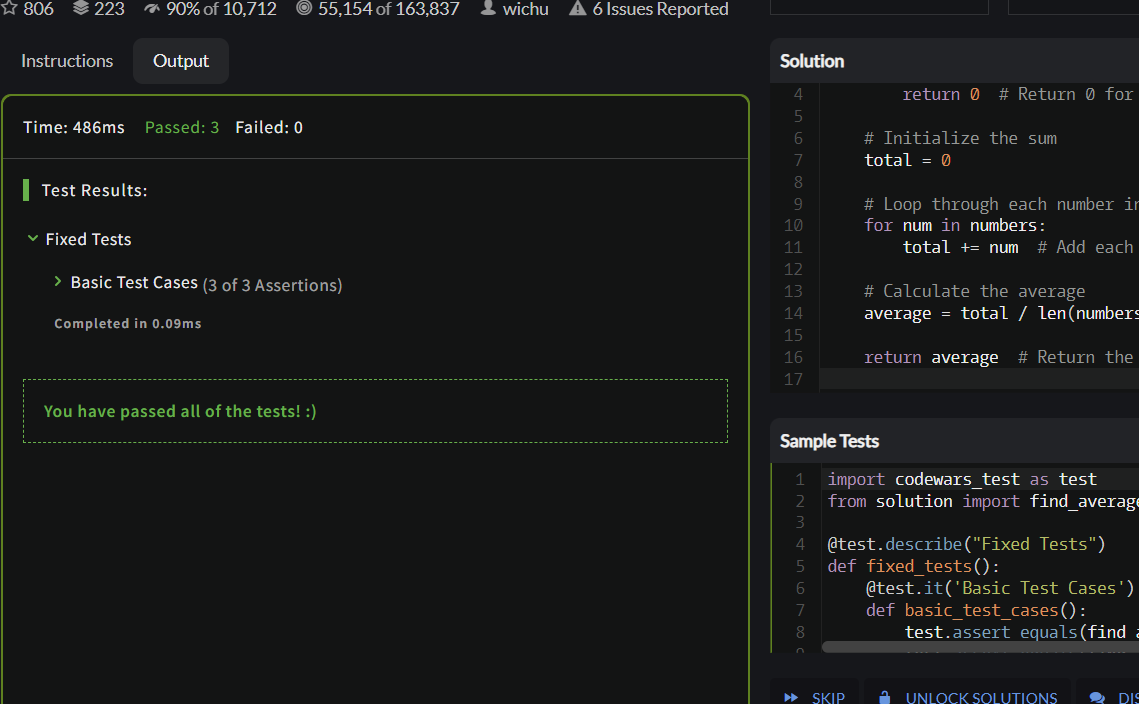 806 223 90% of 10,712 55,154 of 163,837 wichu 6 Issues Reported
Instructions Output
Time: 486ms Passed: 3 Failed: 0
Test Results:
Fixed Tests
Basic Test Cases (3 of 3 Assertions)
Completed in 0.09ms
You have passed all of the tests! :)
Solution
4 return 0 # Return 0 for
5
6 # Initialize the sum
7 total = 0
8
9 # Loop through each number in
10 for num in numbers:
11 total += num # Add each
12
13 # Calculate the average
14 average = total / len(numbers
15
16 return average # Return the
17
Sample Tests
1 import codewars_test as test
2 from solution import find_average
3
4 @test.describe("Fixed Tests")
5 def fixed_tests():
6 @test.it('Basic Test Cases')
7 def basic_test_cases():
8 test.assert_equals(find_a
SKIP UNLOCK SOLUTIONS DIS